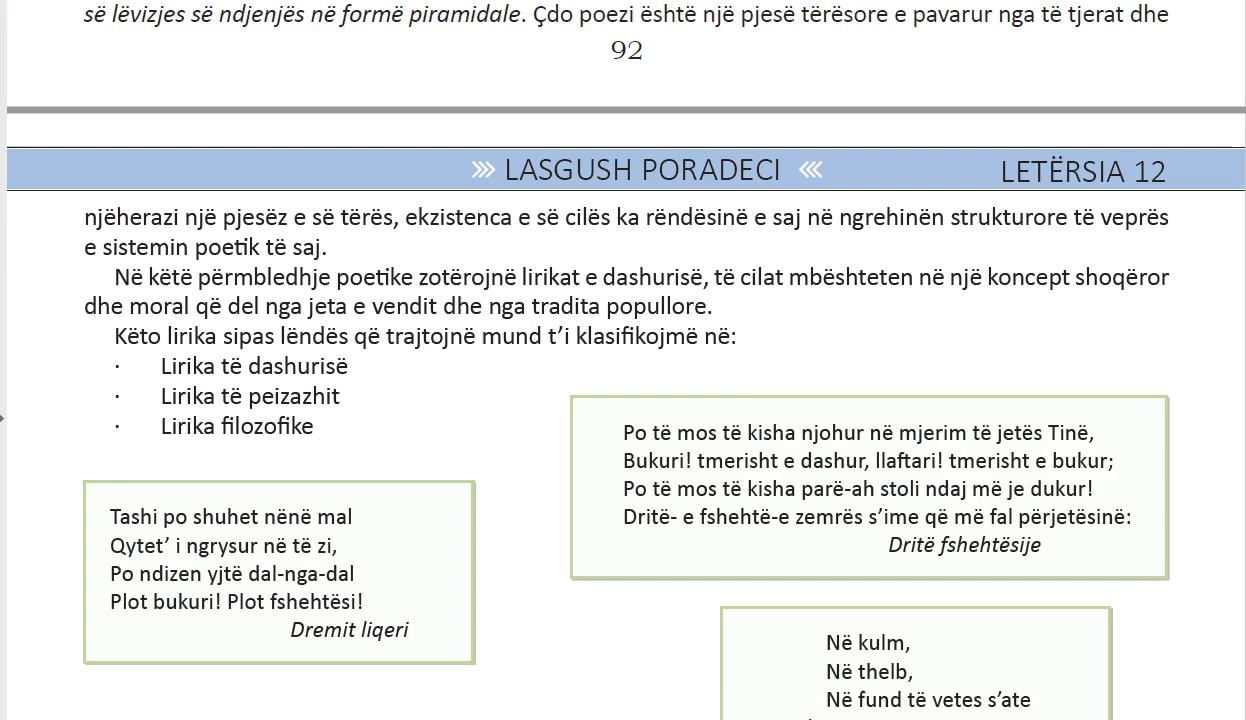 së lëvizjes së ndjenjës në formë piramidale. Çdo poezi është një pjesë tërësore e pavarur nga të tjerat dhe
92
LASGUSH PORADECI
LETËRSIA 12
njëherazi një pjesëz e së tërës, ekzistenca e së cilës ka rëndësinë e saj në ngrehinën strukturore të veprës
e sistemin poetik të saj.
Në këtë përmbledhje poetike zotërojnë lirikat e dashurisë, të cilat mbështeten në një koncept shoqëror
dhe moral që del nga jeta e vendit dhe nga tradita popullore.
Këto lirika sipas lëndës që trajtojnë mund t’i klasifikojmë në:
· Lirika të dashurisë
· Lirika të peizazhit
· Lirika filozofike
Po të mos të kisha njohur në mjerim të jetës Tinë,
Bukuri! tmerisht e dashur, llaftari! tmerisht e bukur;
Po të mos të kisha parë-ah stoli ndaj më je dukur!
Dritë- e fshehtë-e zemrës s’ime që më fal përjetësinë:
Dritë fshehtësije
Tashi po shuhet nënë mal
Qytet’ i ngrysur në të zi,
Po ndizen yjtë dal-nga-dal
Plot bukuri! Plot fshehtësi!
Dremit liqeri
Në kulm,
Në thelb,
Në fund të vetes s’ate